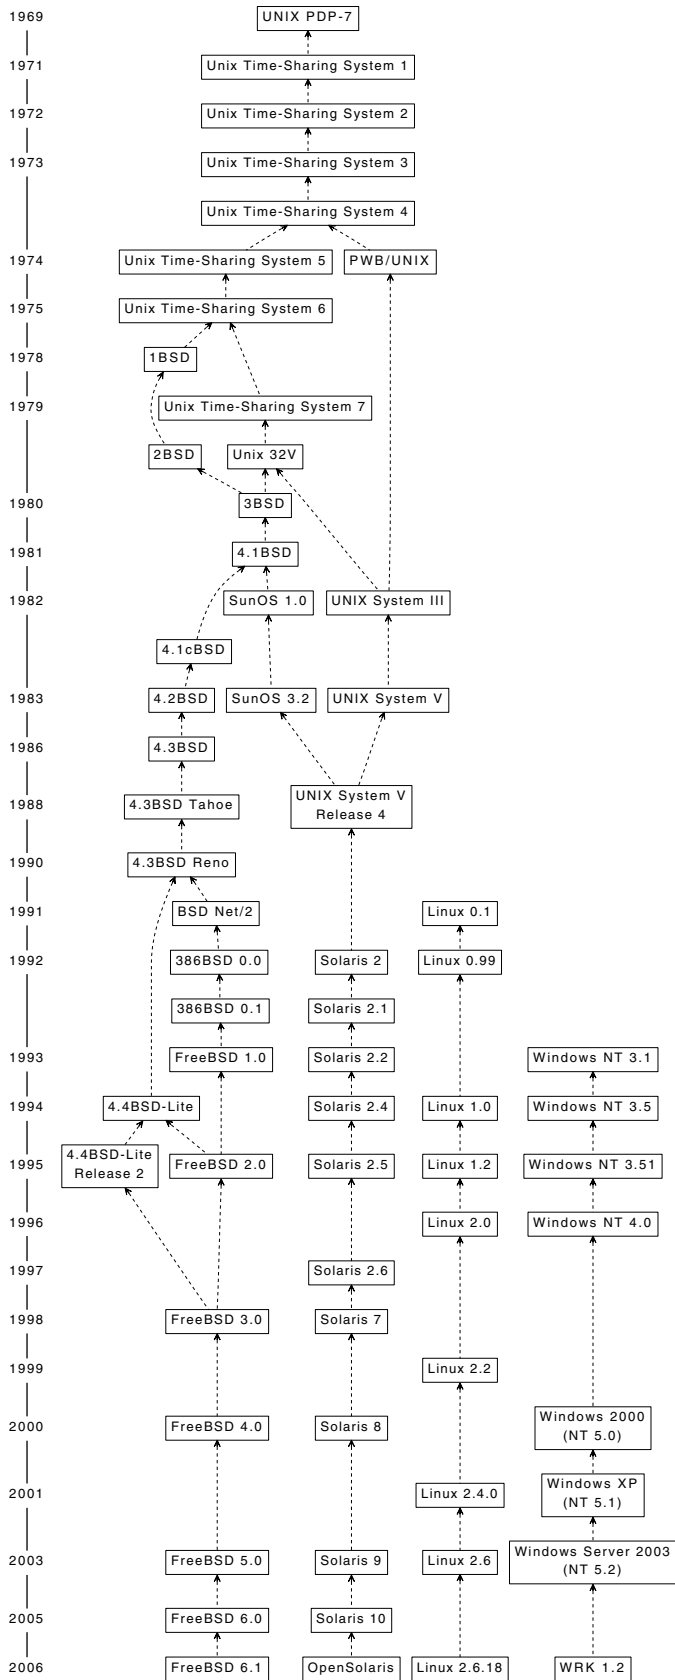 1969 UNIX PDP-7
1971 Unix Time-Sharing System 1
1972 Unix Time-Sharing System 2
1973 Unix Time-Sharing System 3
Unix Time-Sharing System 4
1974 Unix Time-Sharing System 5 PWB/UNIX
1975 Unix Time-Sharing System 6
1978 1BSD
1979 Unix Time-Sharing System 7
2BSD Unix 32V
1980 3BSD
1981 4.1BSD
1982 SunOS 1.0 UNIX System III
4.1cBSD
1983 4.2BSD SunOS 3.2 UNIX System V
1986 4.3BSD
1988 4.3BSD Tahoe UNIX System V
Release 4
1990 4.3BSD Reno
1991 BSD Net/2 Linux 0.1
1992 386BSD 0.0 Solaris 2 Linux 0.99
386BSD 0.1 Solaris 2.1
1993 FreeBSD 1.0 Solaris 2.2 Windows NT 3.1
1994 4.4BSD-Lite Solaris 2.4 Linux 1.0 Windows NT 3.5
1995 4.4BSD-Lite
Release 2 FreeBSD 2.0 Solaris 2.5 Linux 1.2 Windows NT 3.51
1996 Linux 2.0 Windows NT 4.0
1997 Solaris 2.6
1998 FreeBSD 3.0 Solaris 7
1999 Linux 2.2
2000 FreeBSD 4.0 Solaris 8 Windows 2000
(NT 5.0)
2001 Linux 2.4.0 Windows XP
(NT 5.1)
2003 FreeBSD 5.0 Solaris 9 Linux 2.6 Windows Server 2003
(NT 5.2)
2005 FreeBSD 6.0 Solaris 10
2006 FreeBSD 6.1 OpenSolaris Linux 2.6.18 WRK 1.2